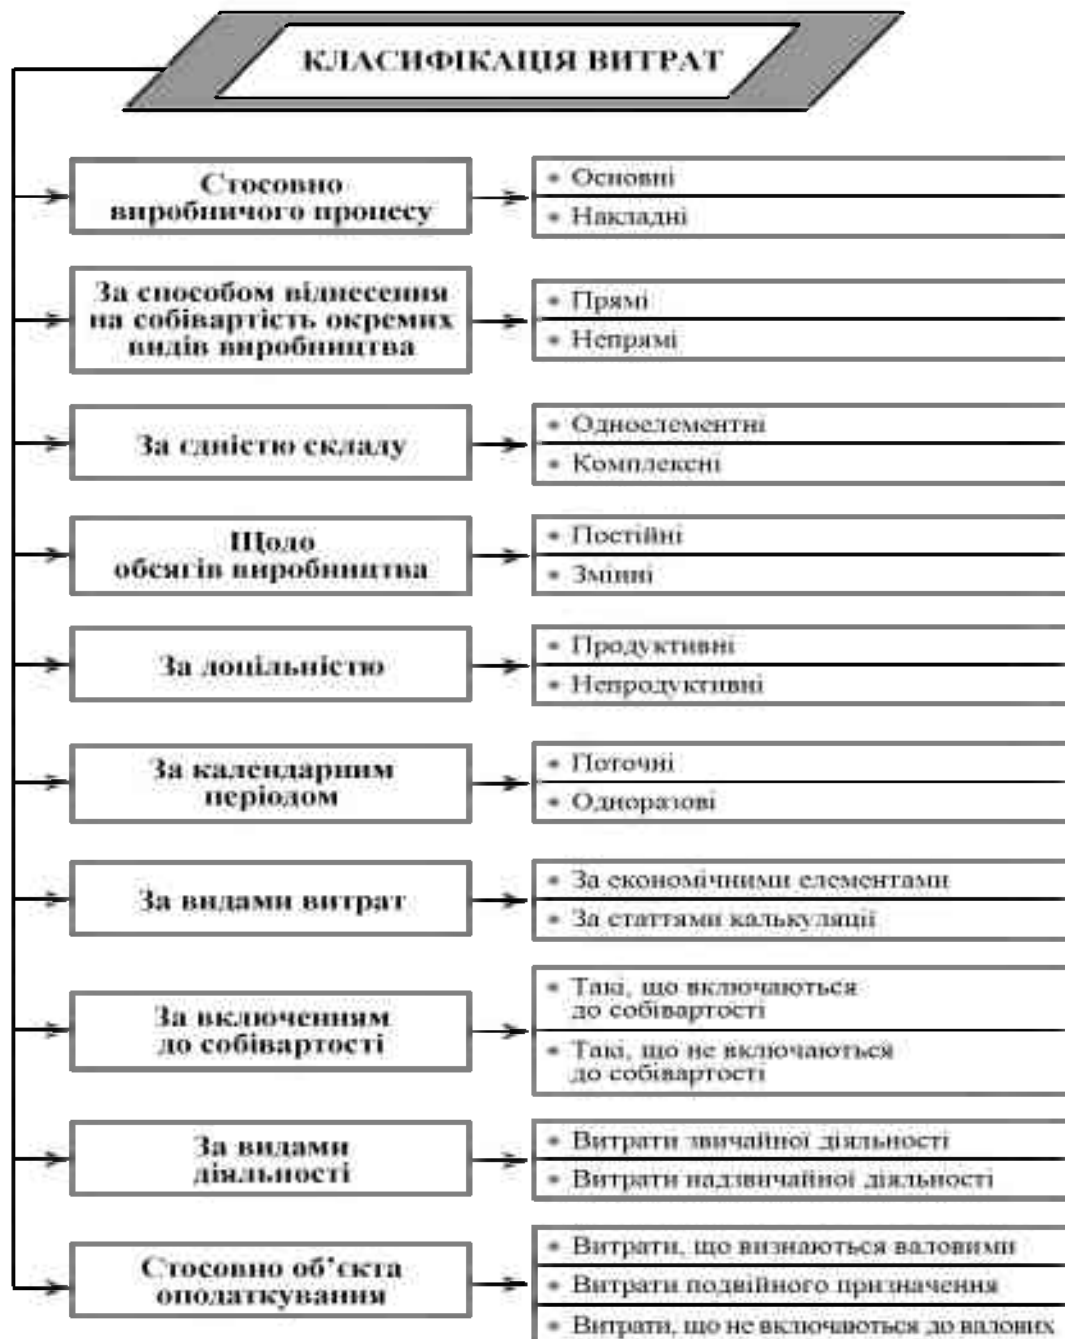 КЛАСИФІКАЦІЯ ВИТРАТ
Стосовно
виробничого процесу
• Основні
• Накладні
За способом віднесення
на собівартість окремих
видів виробництва
• Прямі
• Непрямі
За єдністю складу
• Одноелементні
• Комплексні
Щодо
обсягів виробництва
• Постійні
• Змінні
За доцільністю
• Продуктивні
• Непродуктивні
За календарним
періодом
• Поточні
• Одноразові
За видами витрат
• За економічними елементами
• За статтями калькуляції
За включенням
до собівартості
• Такі, що включаються
до собівартості
• Такі, що не включаються
до собівартості
За видами
діяльності
• Витрати звичайної діяльності
• Витрати надзвичайної діяльності
Стосовно об’єкта
оподаткування
• Витрати, що визнаються валовими
• Витрати подвійного призначення
• Витрати, що не включаються до валових